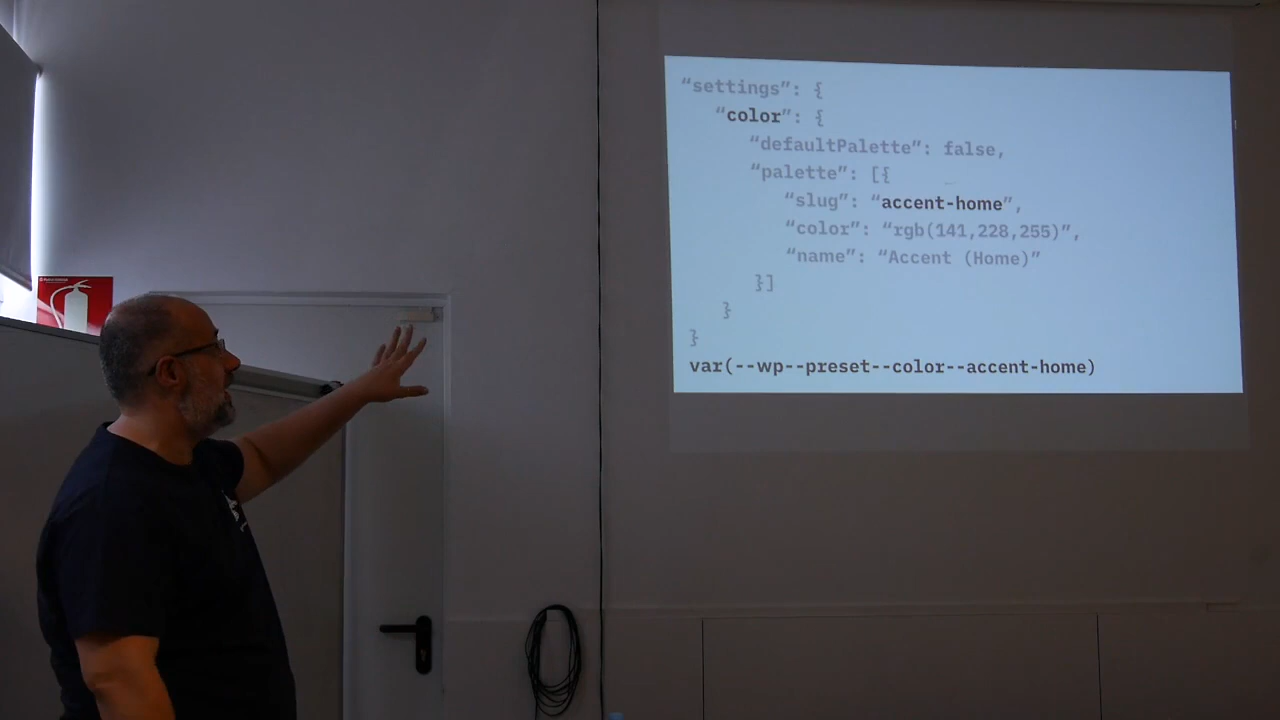 “settings”: {
“color”: {
“defaultPalette”: false,
“palette”: [{
“slug”: “accent-home”,
“color”: “rgb(141,228,255)”,
“name”: “Accent (Home)”
}]
}
}
var(--wp--preset--color--accent-home)